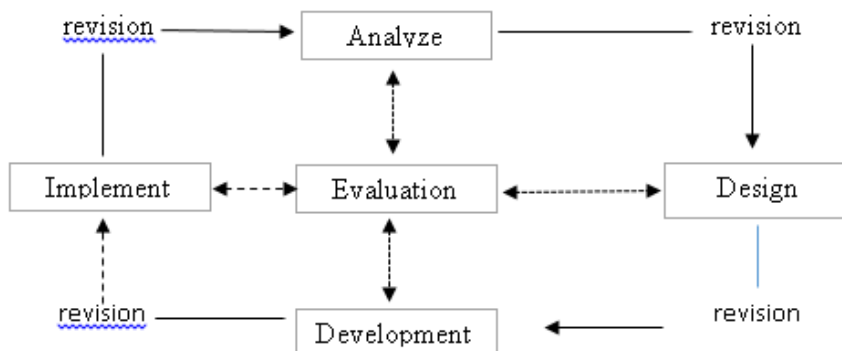 revision
Analyze
revision
Implement
Evaluation
Design
revision
Development
revision